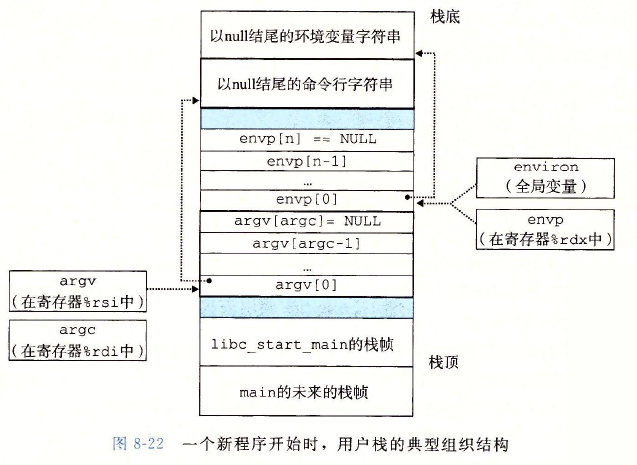 栈底
以null结尾的环境变量字符串
以null结尾的命令行字符串
envp[n] == NULL
envp[n-1]
…
envp[0]
argv[argc]= NULL
argv[argc-1]
…
argv[0]
libc_start_main的栈帧
栈顶
main的未来的栈帧
environ
(全局变量)
envp
(在寄存器%rdx中)
argv
(在寄存器%rsi中)
argc
(在寄存器%rdi中)
图 8-22 一个新程序开始时，用户栈的典型组织结构